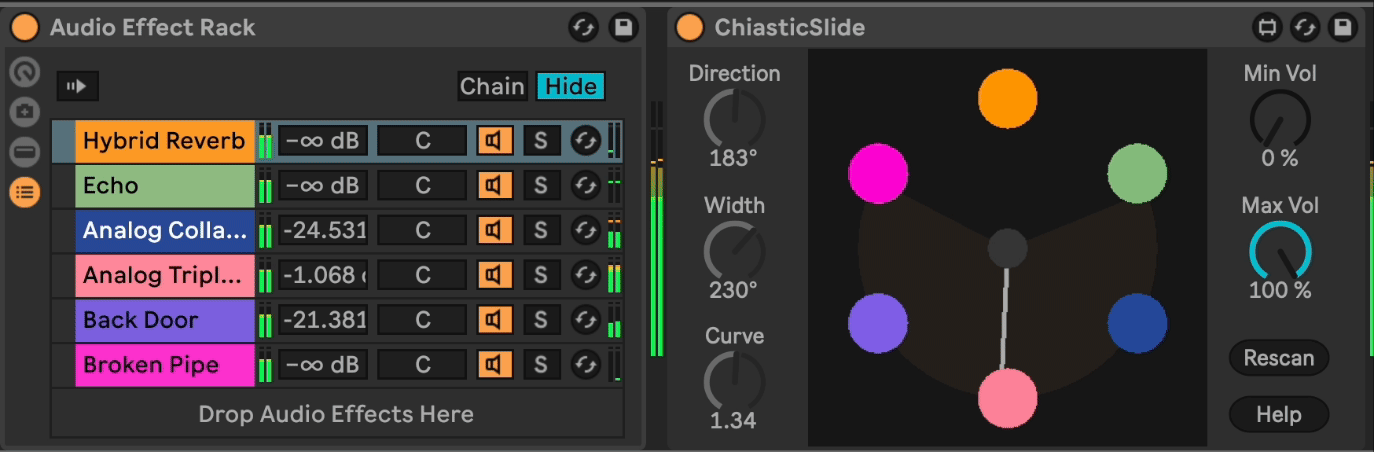 Audio Effect Rack
Chain Hide
Hybrid Reverb -∞ dB C S
Echo -∞ dB C S
Analog Colla... -24.531 C S
Analog Tripl... -1.068 C S
Back Door -21.381 C S
Broken Pipe -∞ dB C S
Drop Audio Effects Here
ChiasticSlide
Direction
183°
Width
230°
Curve
1.34
Min Vol
0 %
Max Vol
100 %
Rescan
Help